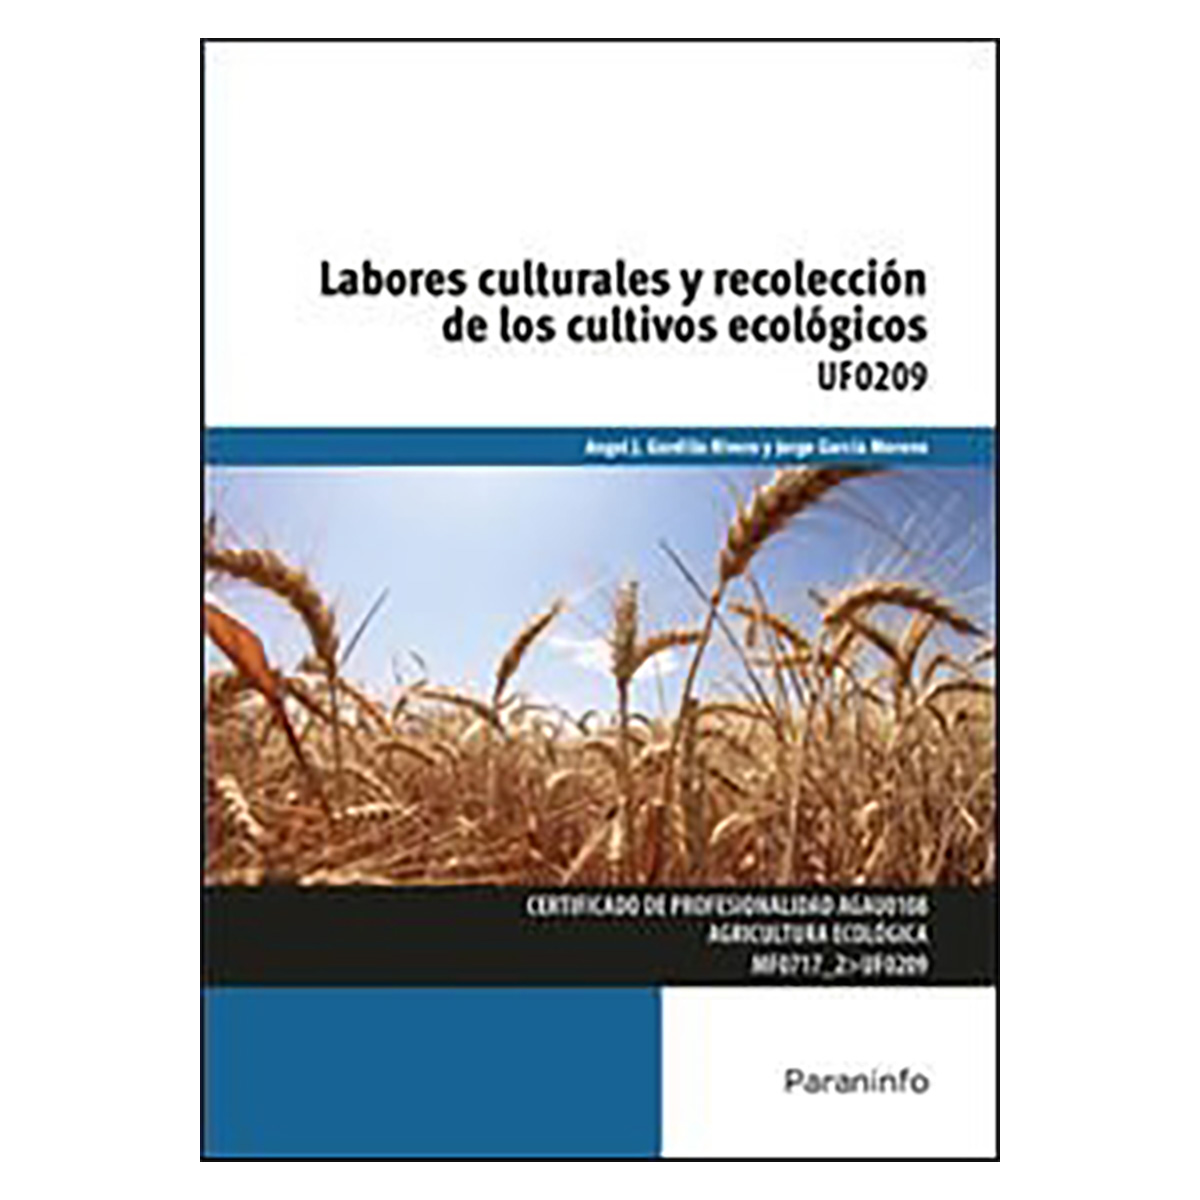 Labores culturales y recolección
de los cultivos ecológicos
UF0209
Angel J. Gordillo Rivero y Jorge García Moreno
CERTIFICADO DE PROFESIONALIDAD AGAU0108
AGRICULTURA ECOLÓGICA
MF0717_2>UF0209
Paraninfo